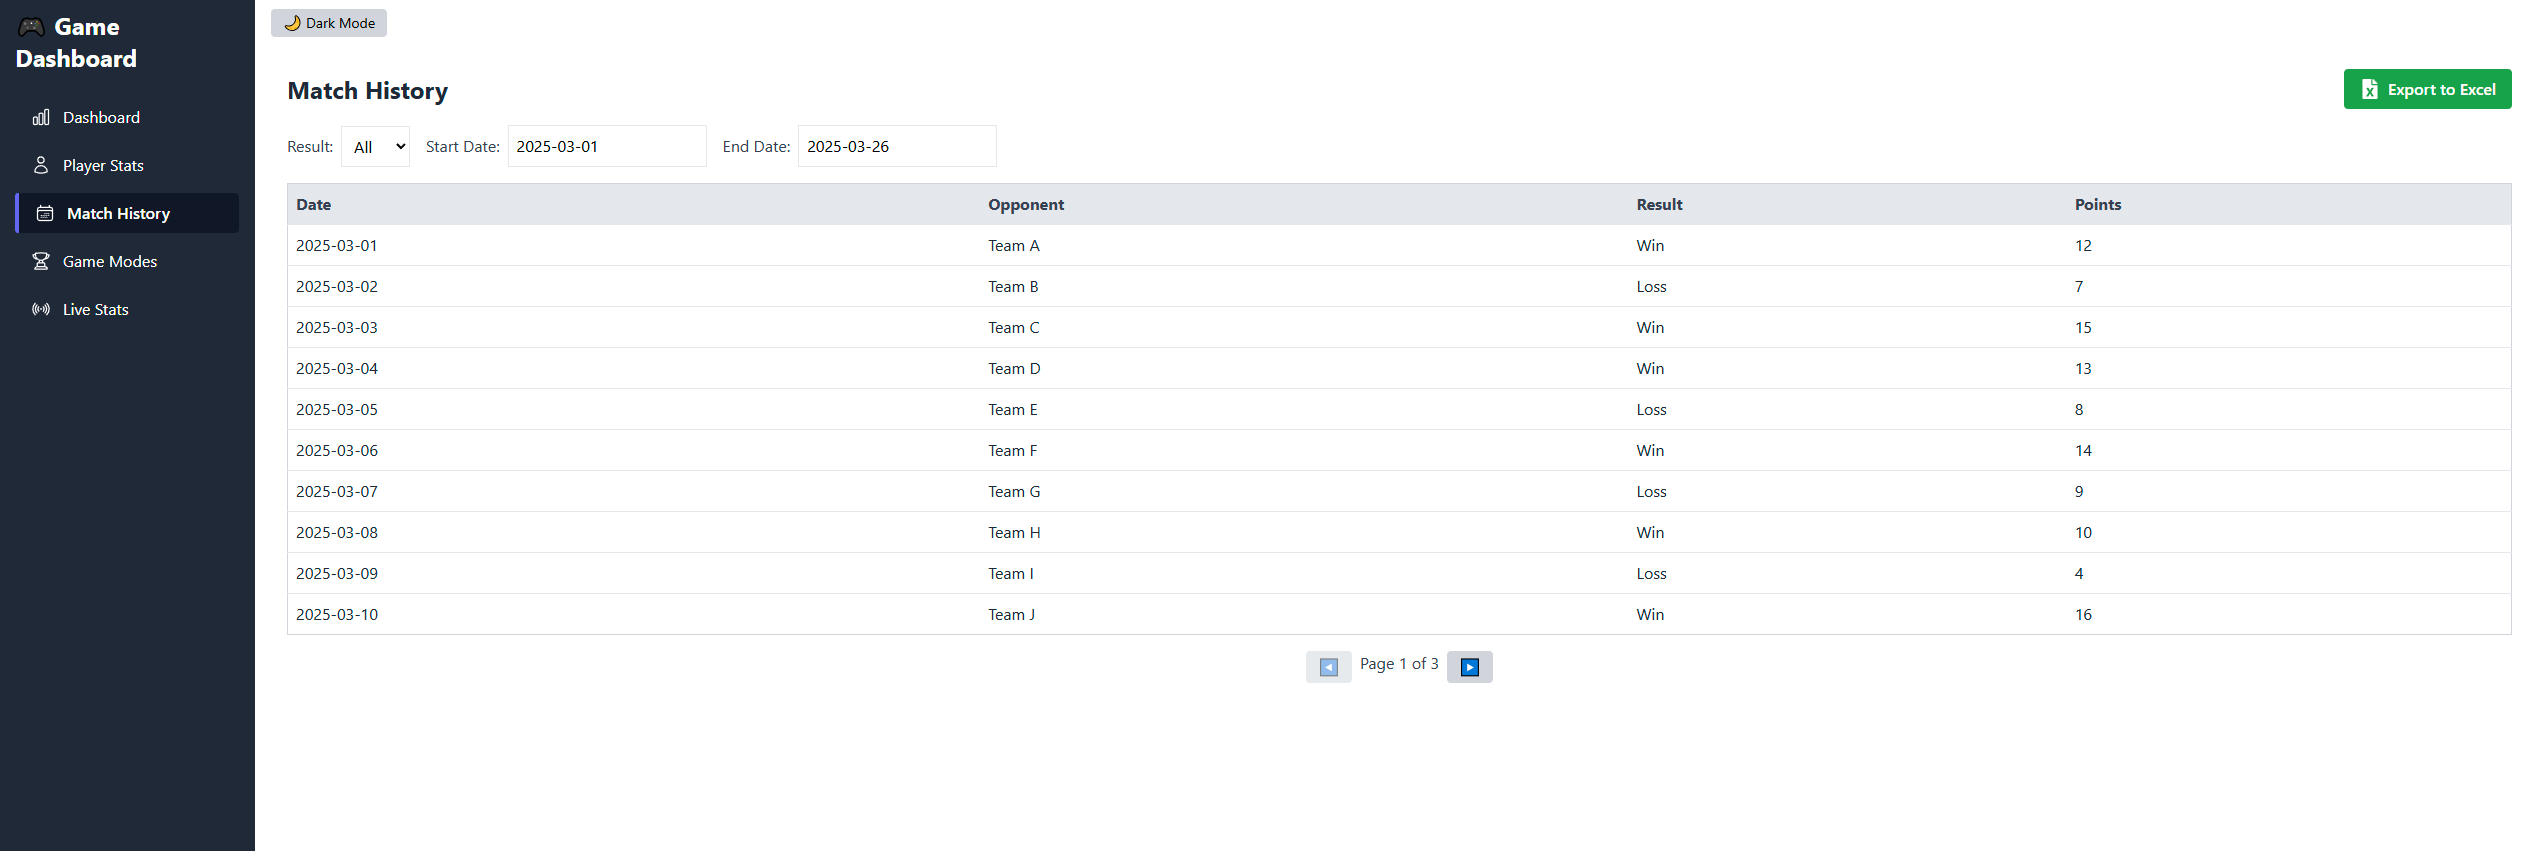 🎮 Game
Dashboard
Dashboard
Player Stats
Match History
Game Modes
Live Stats
🌙 Dark Mode
Match History
Export to Excel
Result: All Start Date: 2025-03-01 End Date: 2025-03-26
Date Opponent Result Points
2025-03-01 Team A Win 12
2025-03-02 Team B Loss 7
2025-03-03 Team C Win 15
2025-03-04 Team D Win 13
2025-03-05 Team E Loss 8
2025-03-06 Team F Win 14
2025-03-07 Team G Loss 9
2025-03-08 Team H Win 10
2025-03-09 Team I Loss 4
2025-03-10 Team J Win 16
Page 1 of 3